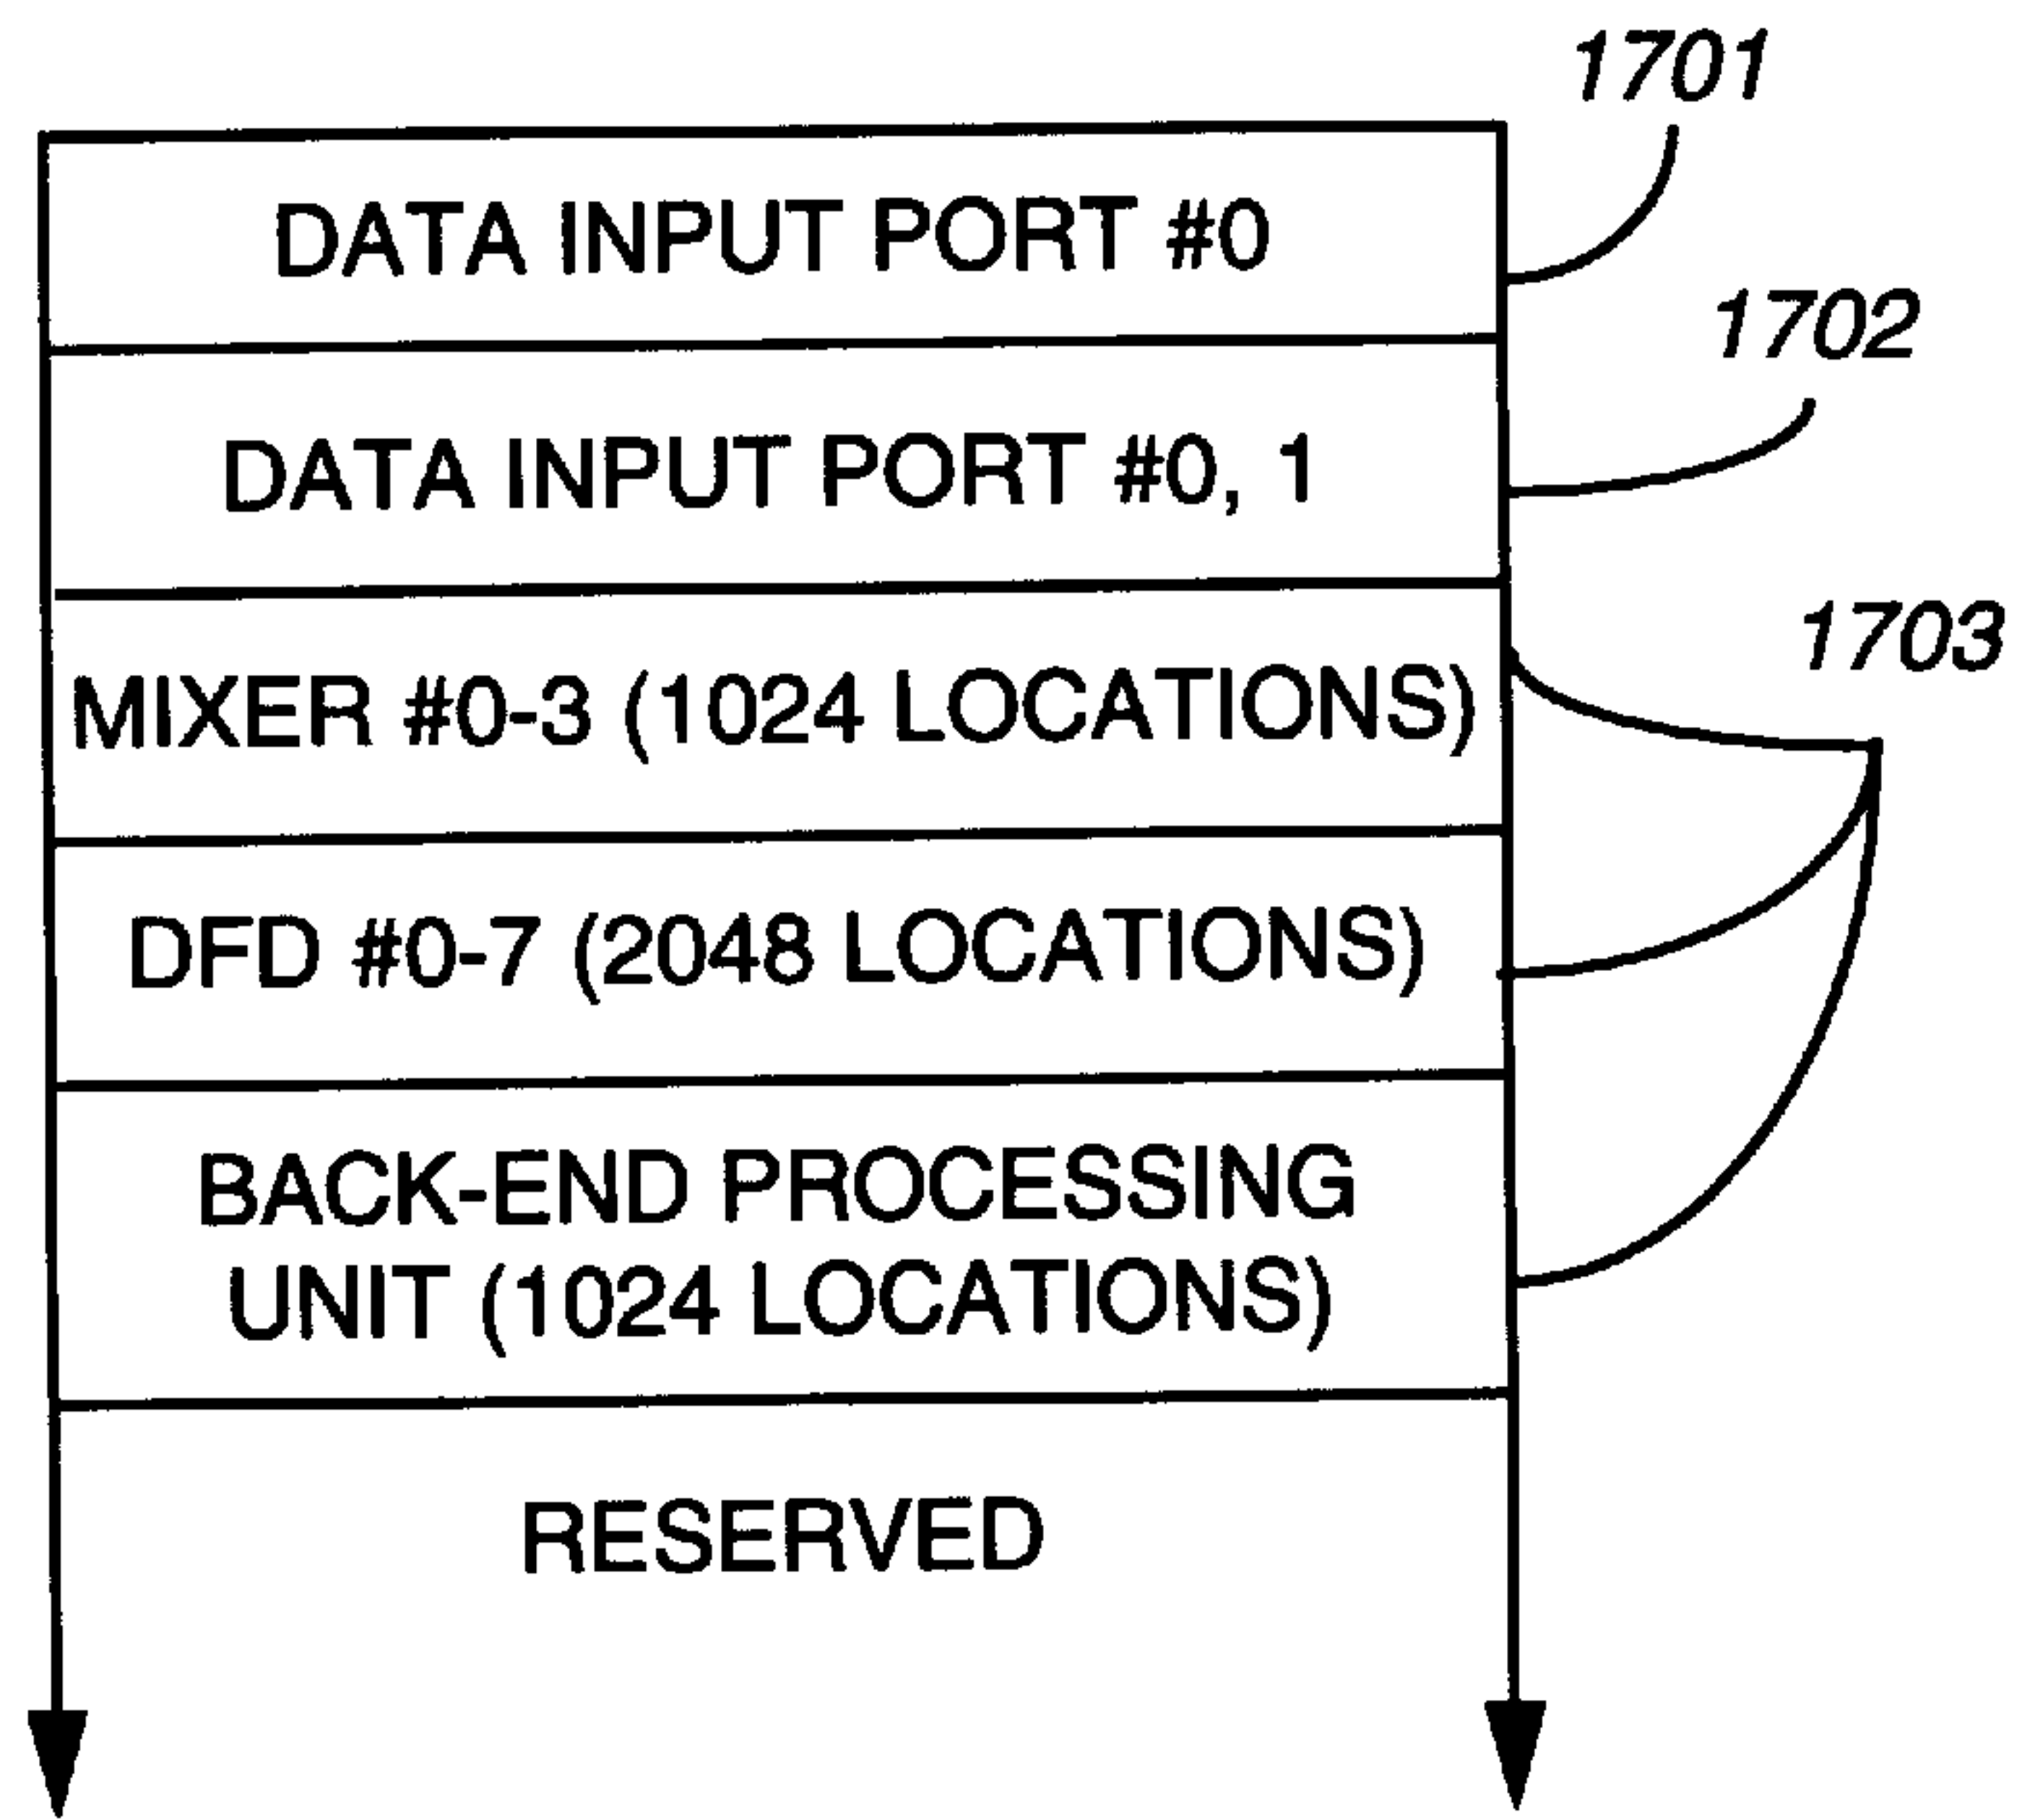 1701
DATA INPUT PORT #0
1702
DATA INPUT PORT #0, 1
1703
MIXER #0-3 (1024 LOCATIONS)
DFD #0-7 (2048 LOCATIONS)
BACK-END PROCESSING
UNIT (1024 LOCATIONS)
RESERVED